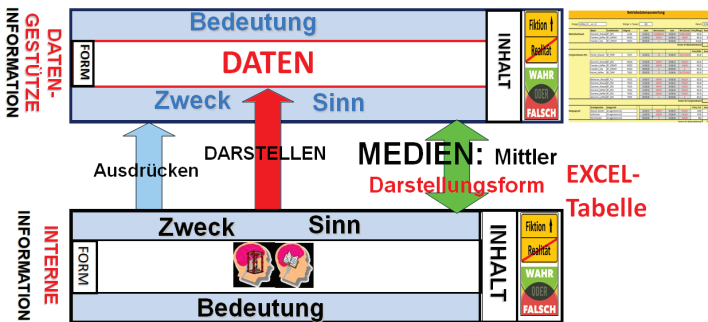 DATEN-
GESTÜTZE
INFORMATION
Bedeutung
FORM
DATEN
Zweck
Sinn
INHALT
Fiktion
Realität
WAHR
ODER
FALSCH
Ausdrücken
DARSTELLEN
MEDIEN: Mittler
Darstellungsform
EXCEL-
Tabelle
INTERNE
INFORMATION
Zweck
Sinn
FORM
Bedeutung
INHALT
Fiktion
Realität
WAHR
ODER
FALSCH